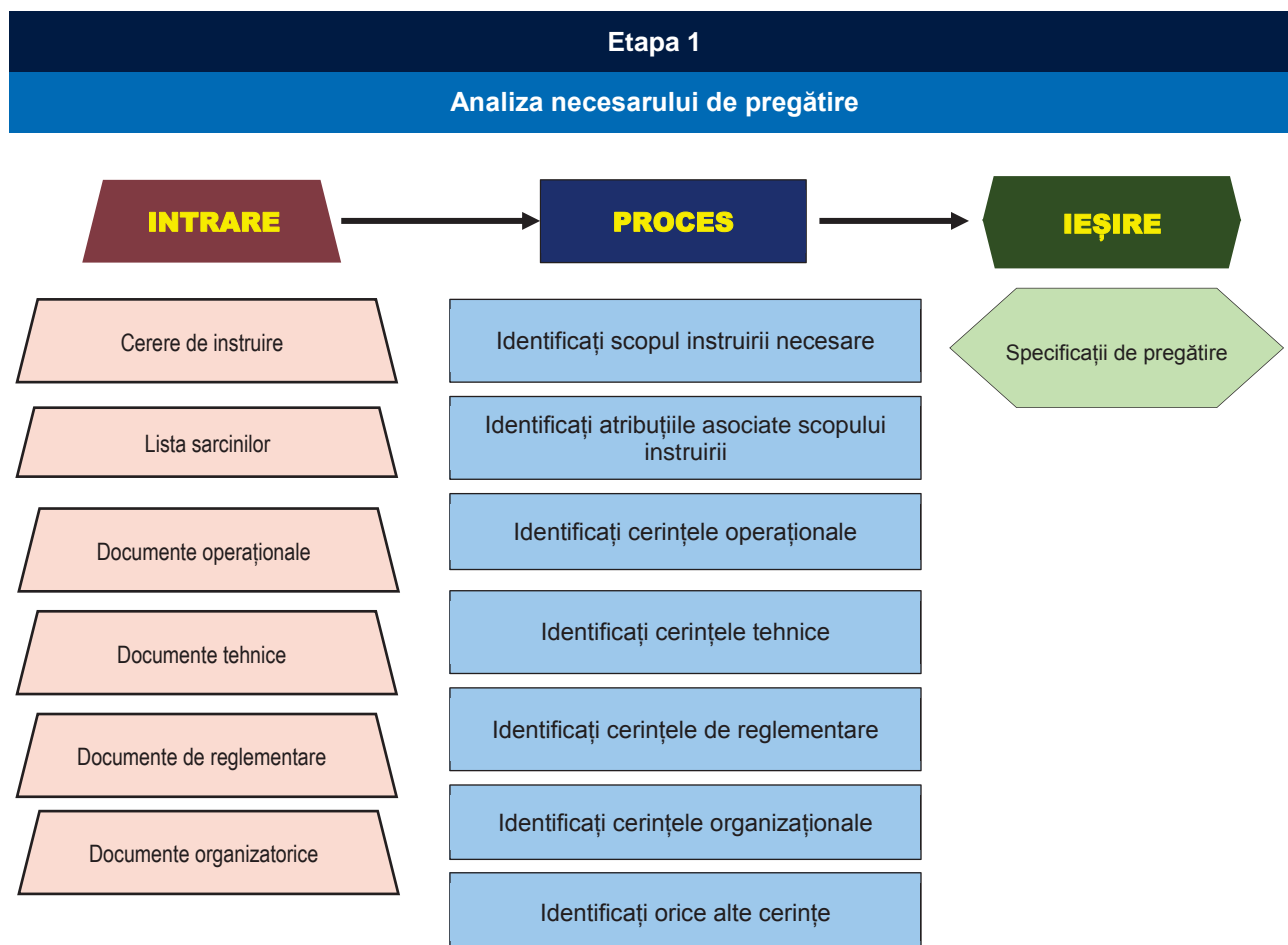 Etapa 1
Analiza necesarului de pregătire
INTRARE
PROCES
IEȘIRE
Cerere de instruire
Lista sarcinilor
Documente operaționale
Documente tehnice
Documente de reglementare
Documente organizatorice
Identificați scopul instruirii necesare
Identificați atribuțiile asociate scopului
instruirii
Identificați cerințele operaționale
Identificați cerințele tehnice
Identificați cerințele de reglementare
Identificați cerințele organizaționale
Identificați orice alte cerințe
Specificații de pregătire